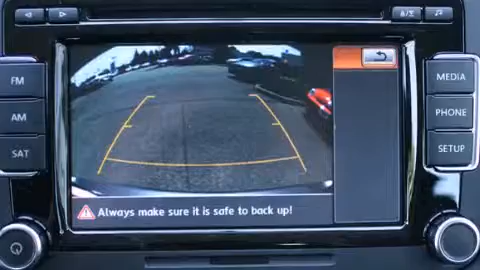 A/Σ
FM
MEDIA
AM
PHONE
SAT
SETUP
Always make sure it is safe to back up!